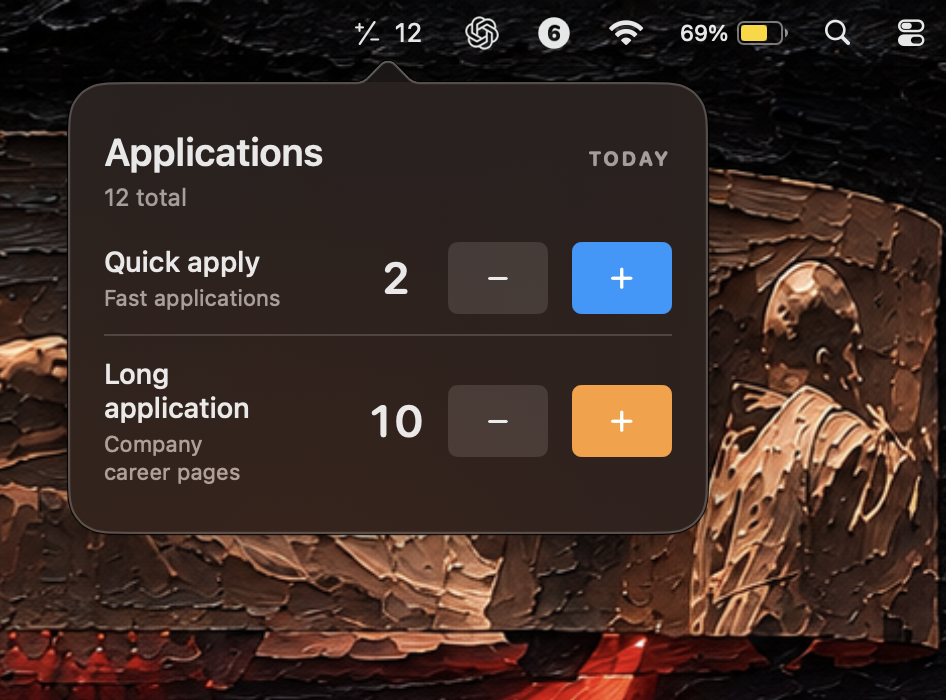 +/− 12 6 69%
Applications
TODAY
12 total
Quick apply
2 − +
Fast applications
Long
application
10 − +
Company
career pages